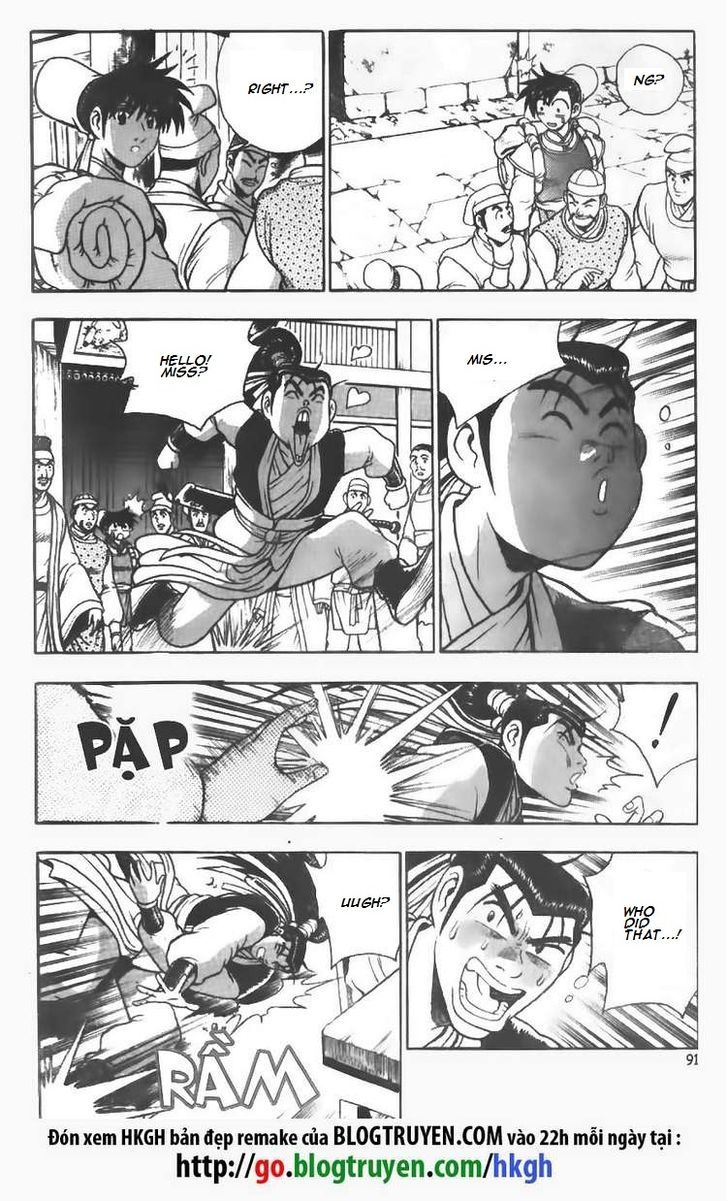 RIGHT...?
NG?
HELLO!
MISS?
MIS...
PẶP
!
UUGH?
WHO
DID
THAT...!
RẦM
91
Đón xem HKGH bản đẹp remake của BLOGTRUYEN.COM vào 22h mỗi ngày tại :
http://go.blogtruyen.com/hkgh